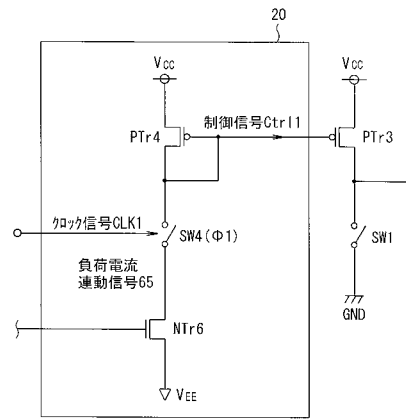 20
Vcc
Vcc
PTr4
制御信号Ctrl1
PTr3
クロック信号CLK1
SW4(Φ1)
SW1
負荷電流
連動信号65
GND
NTr6
VEE